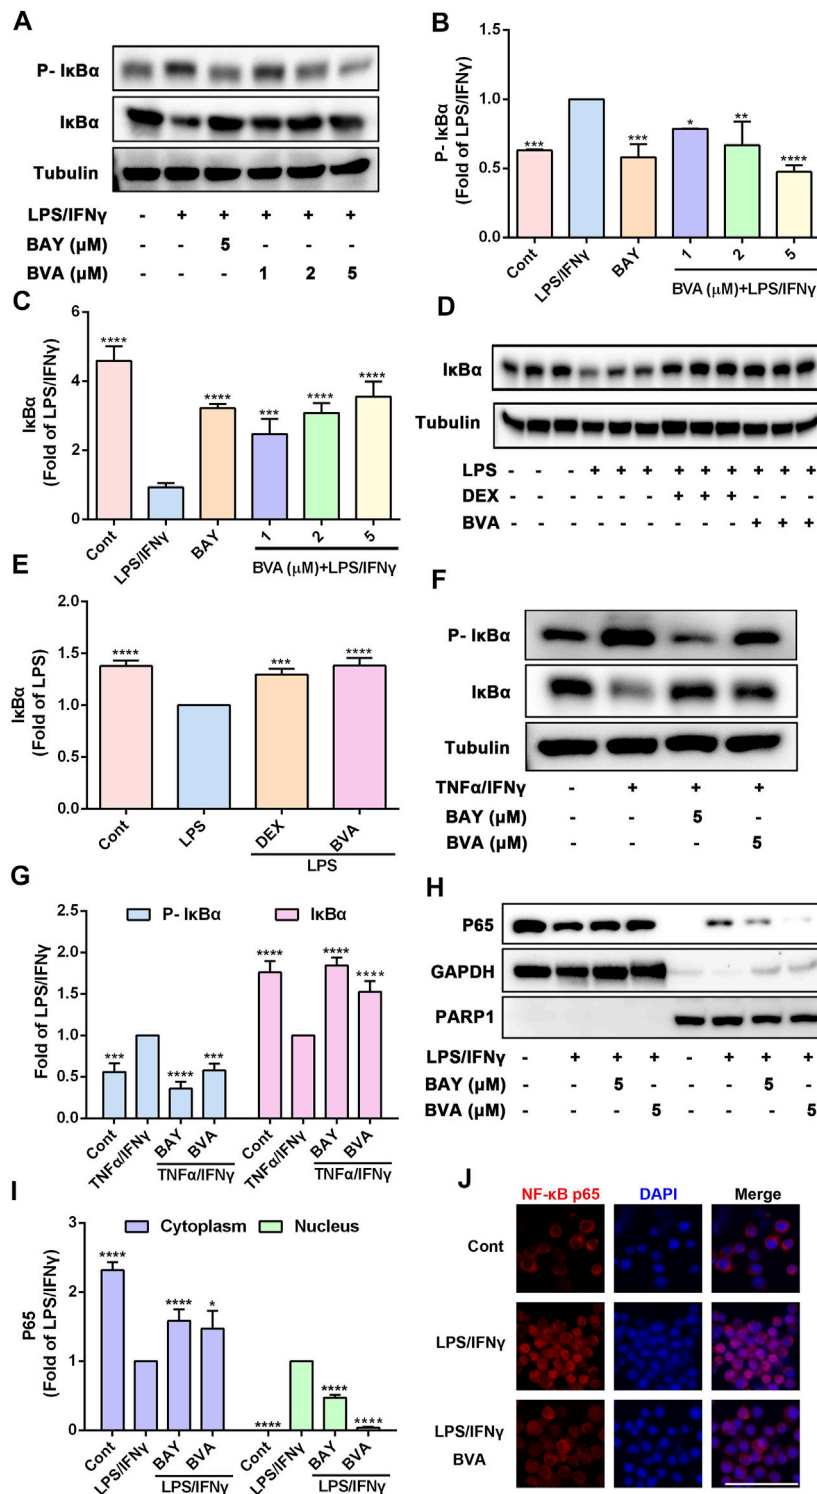 A
P- IκBα
IκBα
Tubulin
LPS/IFNγ - + + + + +
BAY (μM) - - 5 - - -
BVA (μM) - - - 1 2 5
B
P- IκBα
(Fold of LPS/IFNγ)
1.0
0.5
0.0
*** *** * ** ****
Cont LPS/IFNγ BAY 1 2 5
BVA (μM)+LPS/IFNγ
C
IκBα
(Fold of LPS/IFNγ)
6
4
2
0
**** **** *** **** ****
Cont LPS/IFNγ BAY 1 2 5
BVA (μM)+LPS/IFNγ
D
IκBα
Tubulin
LPS - - - + + + + + + + + +
DEX - - - - - - + + + - - -
BVA - - - - - - - - - + + +
E
IκBα
(Fold of LPS)
2.0
1.5
1.0
0.5
0.0
**** *** ****
Cont LPS DEX BVA
LPS
F
P- IκBα
IκBα
Tubulin
TNFα/IFNγ - + + +
BAY (μM) - - 5 -
BVA (μM) - - - 5
G
Fold of LPS/IFNγ
P- IκBα IκBα
2.5
2.0
1.5
1.0
0.5
0.0
*** **** *** **** **** ****
Cont TNFα/IFNγ BAY BVA Cont TNFα/IFNγ BAY BVA
TNFα/IFNγ TNFα/IFNγ
H
P65
GAPDH
PARP1
LPS/IFNγ - + + + - + + +
BAY (μM) - - 5 - - - 5 -
BVA (μM) - - - 5 - - - 5
I
P65
(Fold of LPS/IFNγ)
Cytoplasm Nucleus
3
2
1
0
**** **** * **** **** ****
Cont LPS/IFNγ BAY BVA Cont LPS/IFNγ BAY BVA
LPS/IFNγ LPS/IFNγ
J
NF-κB p65 DAPI Merge
Cont
LPS/IFNγ
LPS/IFNγ
BVA